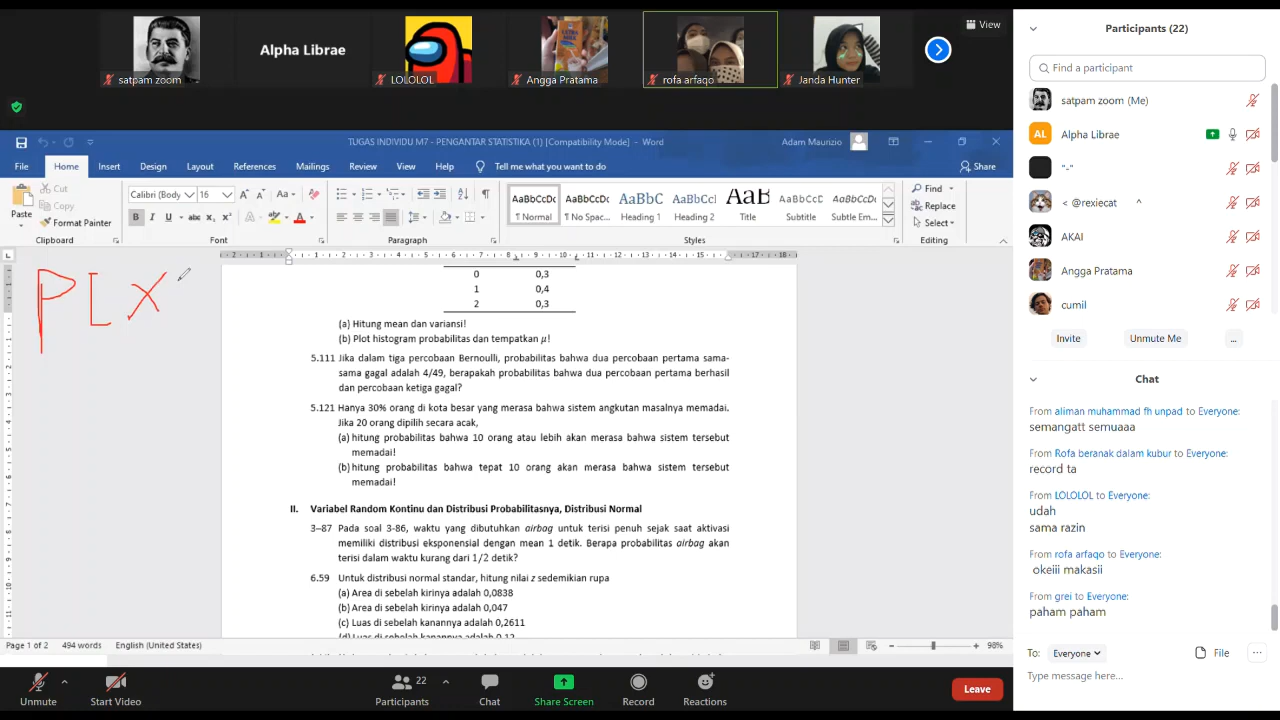 View
satpam zoom
Alpha Librae
LOLOLOL
Angga Pratama
rofa arfaqo
Janda Hunter
TUGAS INDIVIDU M7 - PENGANTAR STATISTIKA (1) [Compatibility Mode] - Word
Adam Maurizio
File Home Insert Design Layout References Mailings Review View Help Tell me what you want to do Share
Paste
Cut
Copy
Format Painter
Clipboard
Calibri (Body) 16
Font
Paragraph
AaBbCcDc AaBbCcDc AaBbC AaBbCcI AaB AaBbCcD AaBbCcDc
¶ Normal ¶ No Spac... Heading 1 Heading 2 Title Subtitle Subtle Em...
Styles
Find
Replace
Select
Editing
P[X
0 0,3
1 0,4
2 0,3
(a) Hitung mean dan variansi!
(b) Plot histogram probabilitas dan tempatkan μ!
5.111 Jika dalam tiga percobaan Bernoulli, probabilitas bahwa dua percobaan pertama sama-
sama gagal adalah 4/49, berapakah probabilitas bahwa dua percobaan pertama berhasil
dan percobaan ketiga gagal?
5.121 Hanya 30% orang di kota besar yang merasa bahwa sistem angkutan masalnya memadai.
Jika 20 orang dipilih secara acak,
(a) hitung probabilitas bahwa 10 orang atau lebih akan merasa bahwa sistem tersebut
memadai!
(b) hitung probabilitas bahwa tepat 10 orang akan merasa bahwa sistem tersebut
memadai!
II. Variabel Random Kontinu dan Distribusi Probabilitasnya, Distribusi Normal
3–87 Pada soal 3-86, waktu yang dibutuhkan airbag untuk terisi penuh sejak saat aktivasi
memiliki distribusi eksponensial dengan mean 1 detik. Berapa probabilitas airbag akan
terisi dalam waktu kurang dari 1/2 detik?
6.59 Untuk distribusi normal standar, hitung nilai z sedemikian rupa
(a) Area di sebelah kirinya adalah 0,0838
(b) Area di sebelah kirinya adalah 0,047
(c) Luas di sebelah kanannya adalah 0,2611
(d) Luas di sebelah kanannya adalah 0,12
Page 1 of 2 494 words English (United States) 98%
Unmute
Start Video
22
Participants
Chat
Share Screen
Record
Reactions
Leave
Participants (22)
Find a participant
satpam zoom (Me)
AL Alpha Librae
"-"
< @rexiecat ^
AKAI
Angga Pratama
cumil
Invite Unmute Me ...
Chat
From aliman muhammad fh unpad to Everyone:
semangatt semuaaa
From Rofa beranak dalam kubur to Everyone:
record ta
From LOLOLOL to Everyone:
udah
sama razin
From rofa arfaqo to Everyone:
okeiii makasii
From grei to Everyone:
paham paham
To: Everyone File ...
Type message here...